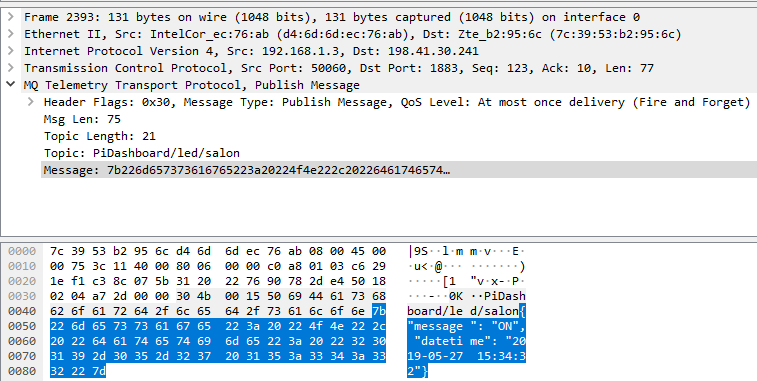 Frame 2393: 131 bytes on wire (1048 bits), 131 bytes captured (1048 bits) on interface 0
Ethernet II, Src: IntelCor_ec:76:ab (d4:6d:6d:ec:76:ab), Dst: Zte_b2:95:6c (7c:39:53:b2:95:6c)
Internet Protocol Version 4, Src: 192.168.1.3, Dst: 198.41.30.241
Transmission Control Protocol, Src Port: 50060, Dst Port: 1883, Seq: 123, Ack: 10, Len: 77
MQ Telemetry Transport Protocol, Publish Message
Header Flags: 0x30, Message Type: Publish Message, QoS Level: At most once delivery (Fire and Forget)
Msg Len: 75
Topic Length: 21
Topic: PiDashboard/led/salon
Message: 7b226d657373616765223a20224f4e222c20226461746574…
0000 7c 39 53 b2 95 6c d4 6d 6d ec 76 ab 08 00 45 00 |9S··l·m m·v···E·
0010 00 75 3c 11 40 00 80 06 00 00 c0 a8 01 03 c6 29 ·u<·@··· ·······)
0020 1e f1 c3 8c 07 5b 31 20 22 76 90 78 2d e4 50 18 ·····[1 "v·x-·P·
0030 02 04 a7 2d 00 00 30 4b 00 15 50 69 44 61 73 68 ···-··0K ··PiDash
0040 62 6f 61 72 64 2f 6c 65 64 2f 73 61 6c 6f 6e 7b board/le d/salon{
0050 22 6d 65 73 73 61 67 65 22 3a 20 22 4f 4e 22 2c "message ": "ON",
0060 20 22 64 61 74 65 74 69 6d 65 22 3a 20 22 32 30 "dateti me": "20
0070 31 39 2d 30 35 2d 32 37 20 31 35 3a 33 34 3a 33 19-05-27 15:34:3
0080 32 22 7d 2"}